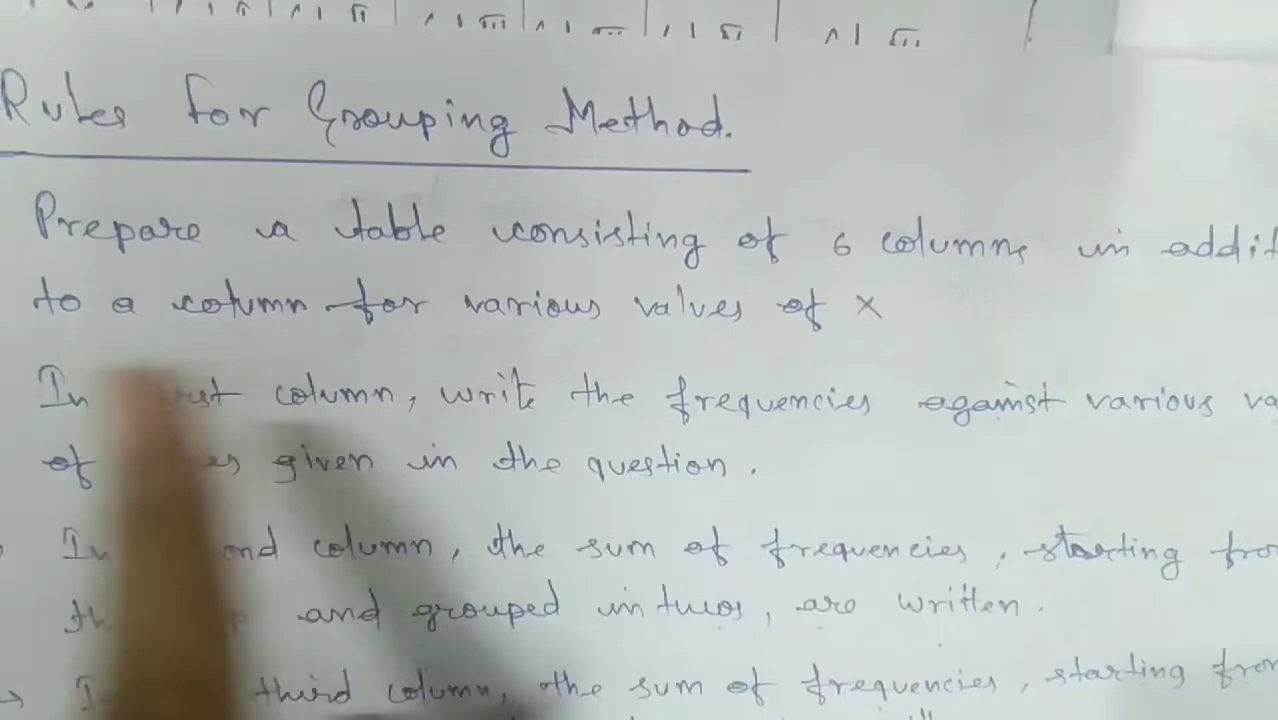 Rules for Grouping Method.
Prepare a table consisting of 6 columns in addit
to a column for various values of x
In column, write the frequencies against various va
of given in the question.
In column, the sum of frequencies, starting fro
and grouped in twos, are written.
→ third column, the sum of frequencies, starting from